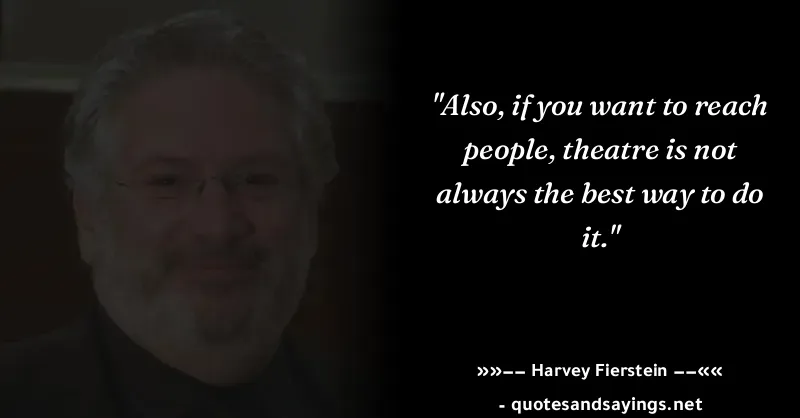 "Also, if you want to reach
people, theatre is not
always the best way to do
it."
»»―― Harvey Fierstein ――««
- quotesandsayings.net